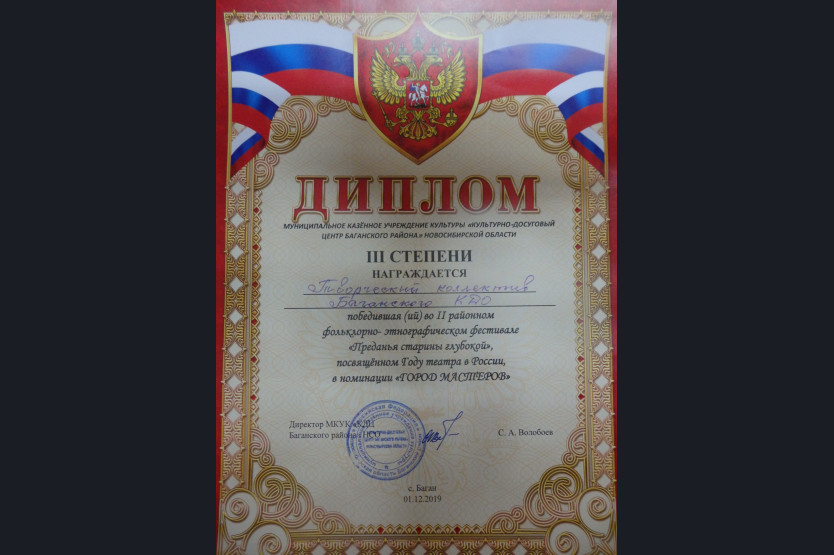 ДИПЛОМ
МУНИЦИПАЛЬНОЕ КАЗЁННОЕ УЧРЕЖДЕНИЕ КУЛЬТУРЫ «КУЛЬТУРНО-ДОСУГОВЫЙ
ЦЕНТР БАГАНСКОГО РАЙОНА» НОВОСИБИРСКОЙ ОБЛАСТИ
III СТЕПЕНИ
НАГРАЖДАЕТСЯ
Творческий коллектив
Баганского КДО
победившая (ий) во II районном
фольклорно- этнографическом фестивале
«Преданья старины глубокой»,
посвящённом Году театра в России,
в номинации «ГОРОД МАСТЕРОВ»
Директор МКУК «КДЦ
Баганского района» НСО
С. А. Волобоев
с. Баган
01.12.2019